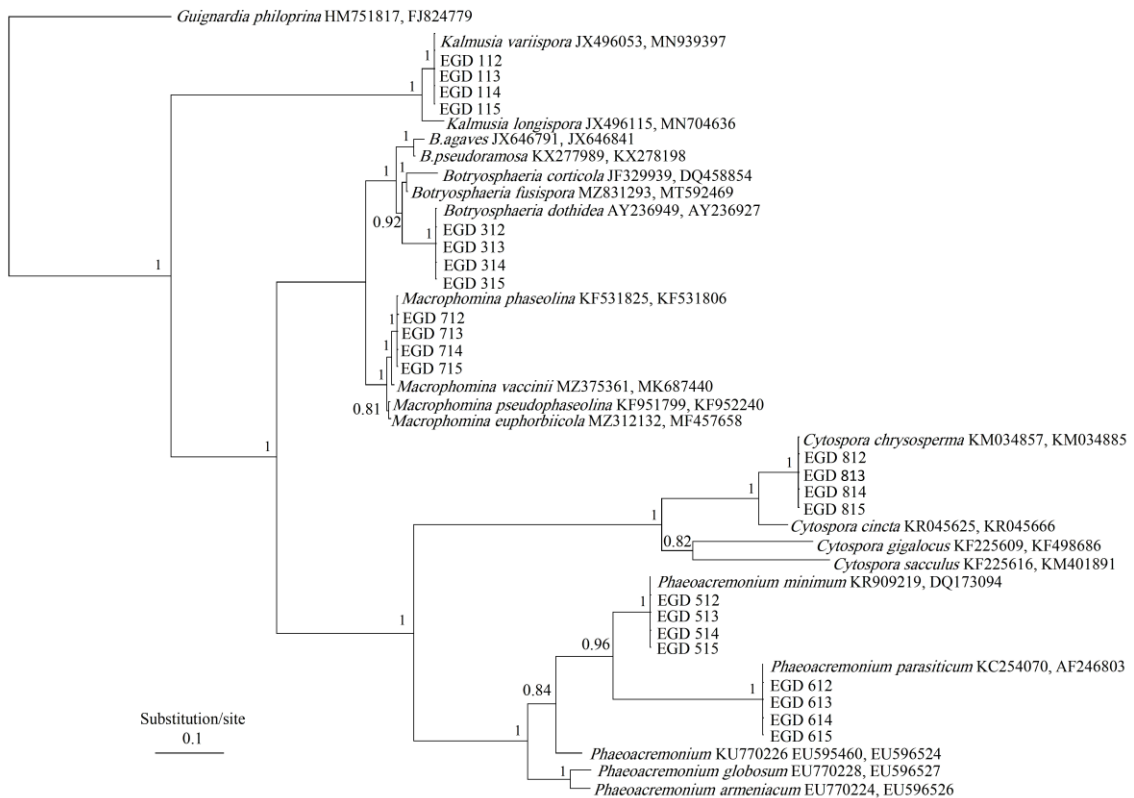 Guignardia philoprina HM751817, FJ824779
Kalmusia variispora JX496053, MN939397
1
EGD 112
EGD 113
1
EGD 114
EGD 115
Kalmusia longispora JX496115, MN704636
1
B.agaves JX646791, JX646841
B.pseudoramosa KX277989, KX278198
1
1
Botryosphaeria corticola JF329939, DQ458854
Botryosphaeria fusispora MZ831293, MT592469
Botryosphaeria dothidea AY236949, AY236927
0.92
1
EGD 312
EGD 313
EGD 314
EGD 315
1
Macrophomina phaseolina KF531825, KF531806
1
EGD 712
EGD 713
1
EGD 714
EGD 715
1
Macrophomina vaccinii MZ375361, MK687440
Macrophomina pseudophaseolina KF951799, KF952240
0.81
Macrophomina euphorbiicola MZ312132, MF457658
1
Cytospora chrysosperma KM034857, KM034885
1
EGD 812
EGD 813
1
EGD 814
EGD 815
1
Cytospora cincta KR045625, KR045666
0.82
Cytospora gigalocus KF225609, KF498686
Cytospora sacculus KF225616, KM401891
Phaeoacremonium minimum KR909219, DQ173094
1
EGD 512
EGD 513
1
EGD 514
0.96
EGD 515
Phaeoacremonium parasiticum KC254070, AF246803
1
EGD 612
0.84
EGD 613
EGD 614
Substitution/site
1
EGD 615
0.1
Phaeoacremonium KU770226 EU595460, EU596524
1
Phaeoacremonium globosum EU770228, EU596527
Phaeoacremonium armeniacum EU770224, EU596526